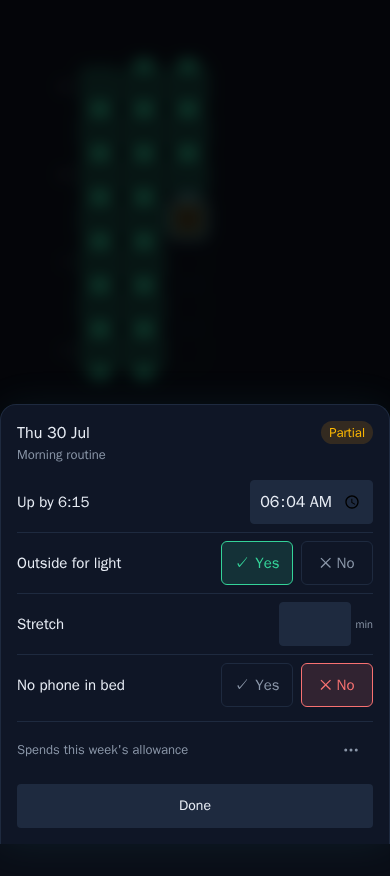 Thu 30 Jul
Partial
Morning routine
Up by 6:15
06:04 AM
Outside for light
✓ Yes
✕ No
Stretch
min
No phone in bed
✓ Yes
✕ No
Spends this week's allowance
•••
Done